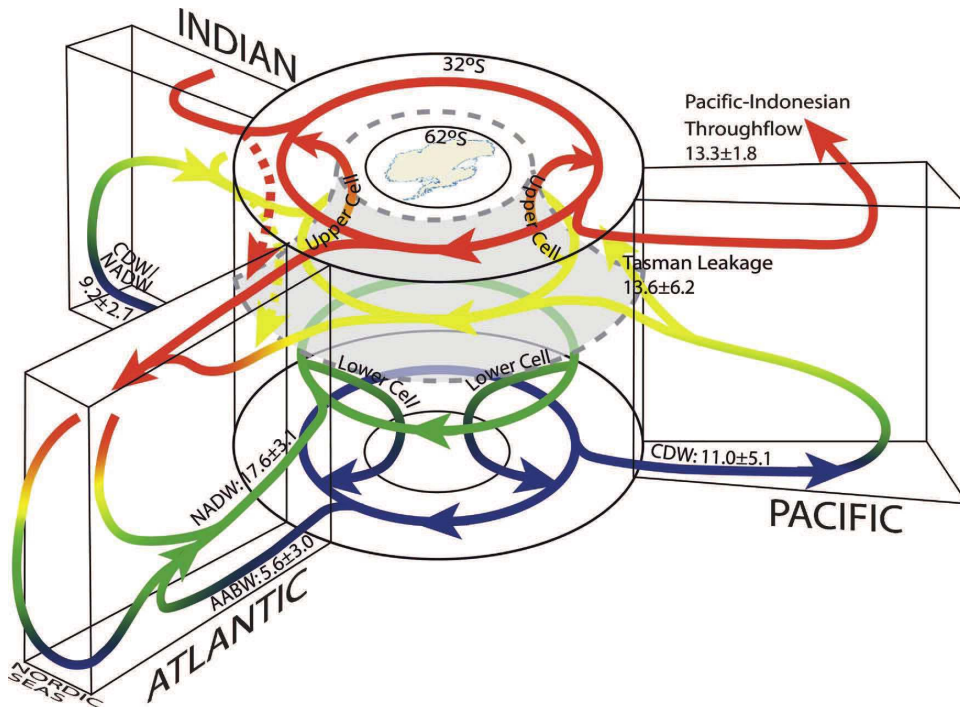 INDIAN
32°S
62°S
Pacific-Indonesian
Throughflow
13.3±1.8
Upper Cell
Upper Cell
CDW/
NADW
9.2±2.7
Tasman Leakage
13.6±6.2
Lower Cell
Lower Cell
NADW: 17.6±3.1
CDW: 11.0±5.1
PACIFIC
AABW: 5.6±3.0
ATLANTIC
NORDIC
SEAS